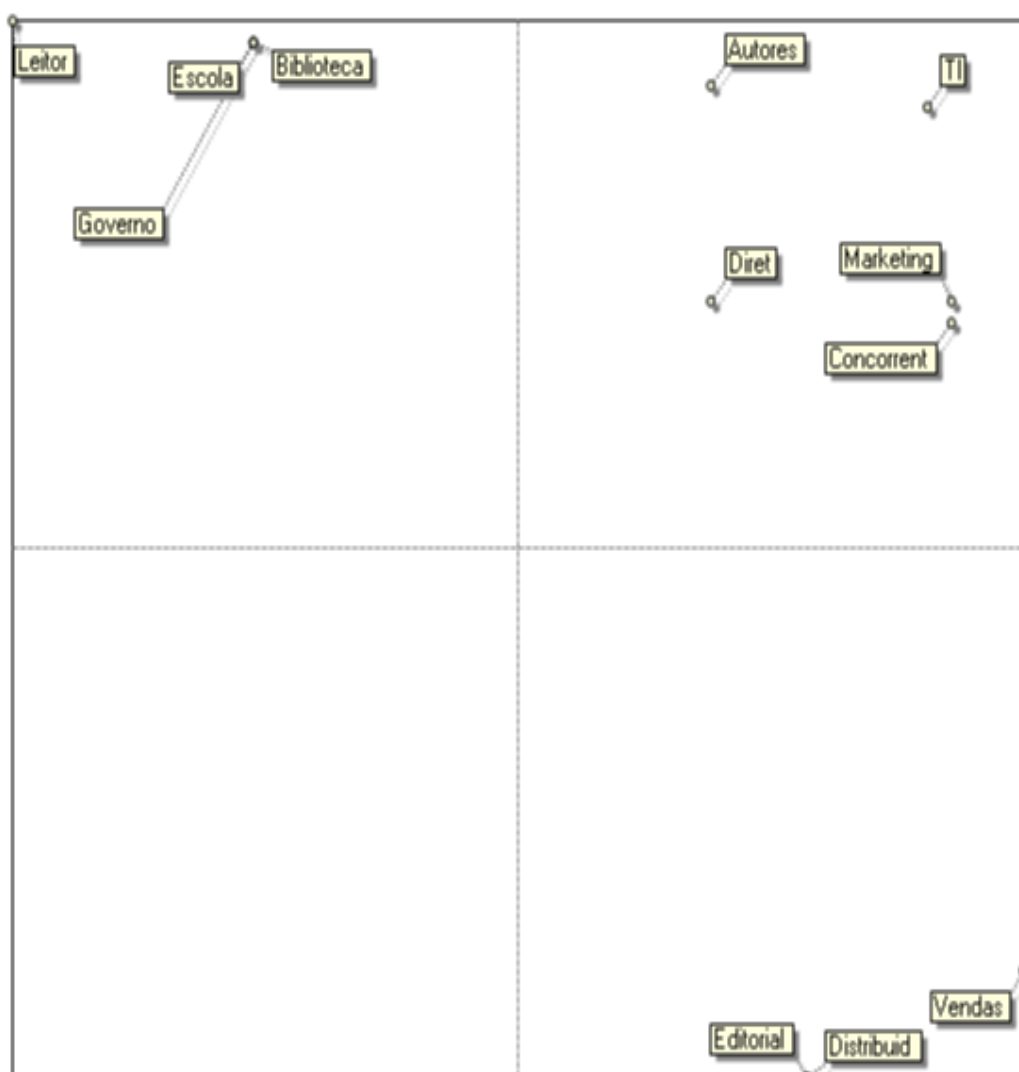 Leitor
Escola
Biblioteca
Autores
TI
Governo
Diret
Marketing
Concorrent
Vendas
Editorial
Distribuid